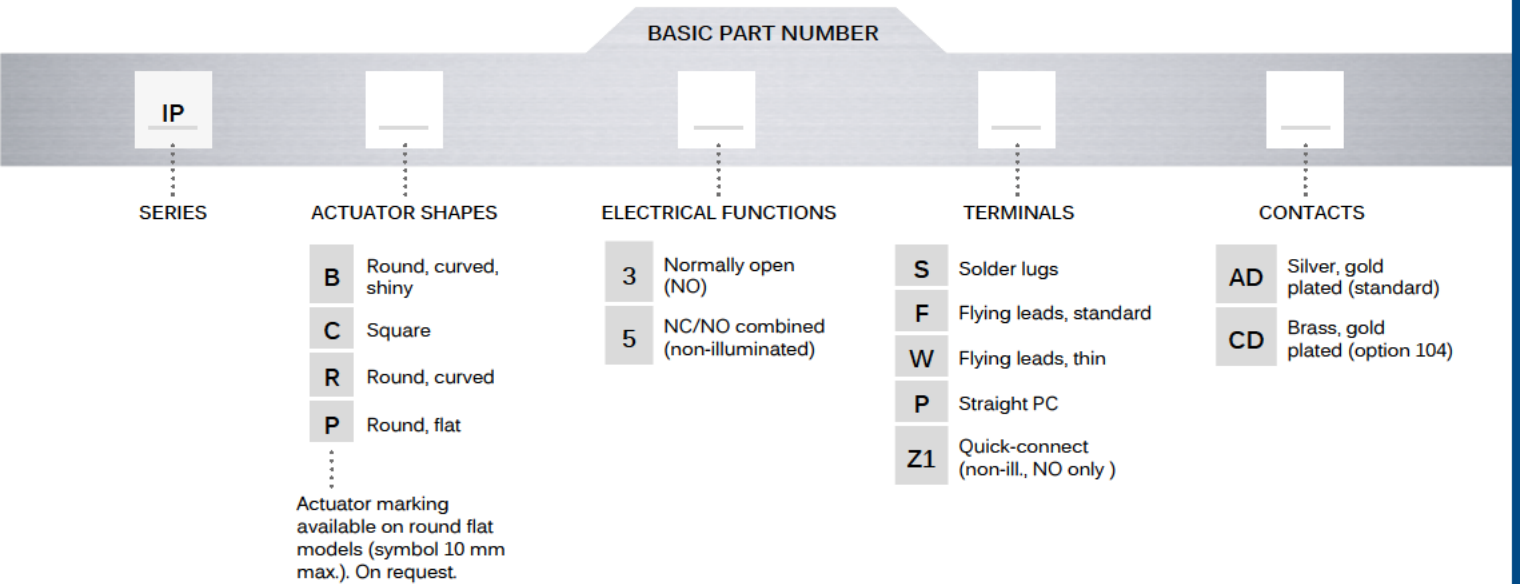 BASIC PART NUMBER
IP
SERIES
ACTUATOR SHAPES
B
Round, curved,
shiny
C
Square
R
Round, curved
P
Round, flat
Actuator marking
available on round flat
models (symbol 10 mm
max.). On request.
ELECTRICAL FUNCTIONS
3
Normally open
(NO)
5
NC/NO combined
(non-illuminated)
TERMINALS
S
Solder lugs
F
Flying leads, standard
W
Flying leads, thin
P
Straight PC
Z1
Quick-connect
(non-ill., NO only )
CONTACTS
AD
Silver, gold
plated (standard)
CD
Brass, gold
plated (option 104)